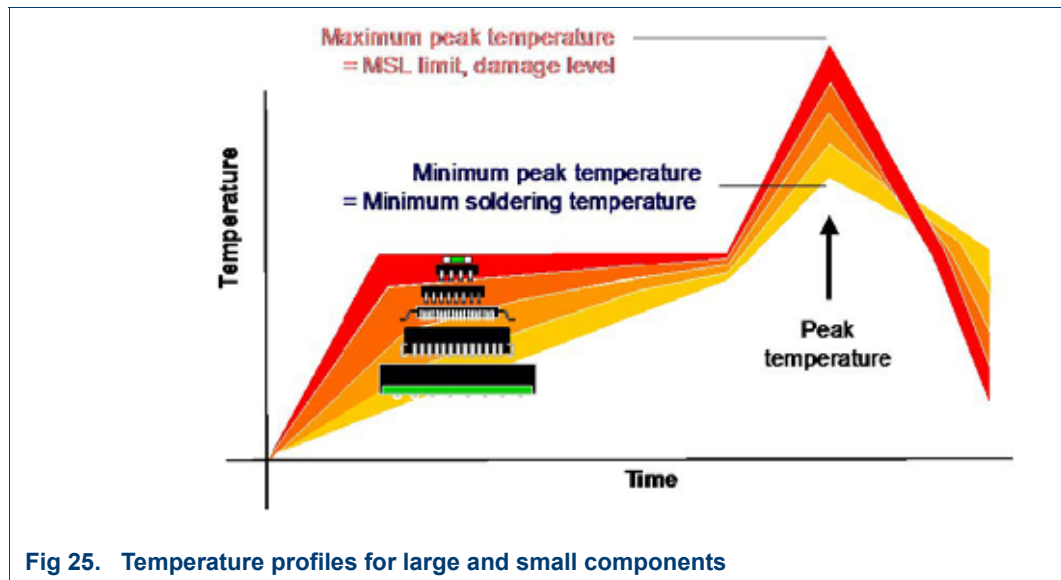 Maximum peak temperature
= MSL limit, damage level
Minimum peak temperature
= Minimum soldering temperature
Temperature
Peak
temperature
Time
Fig 25. Temperature profiles for large and small components